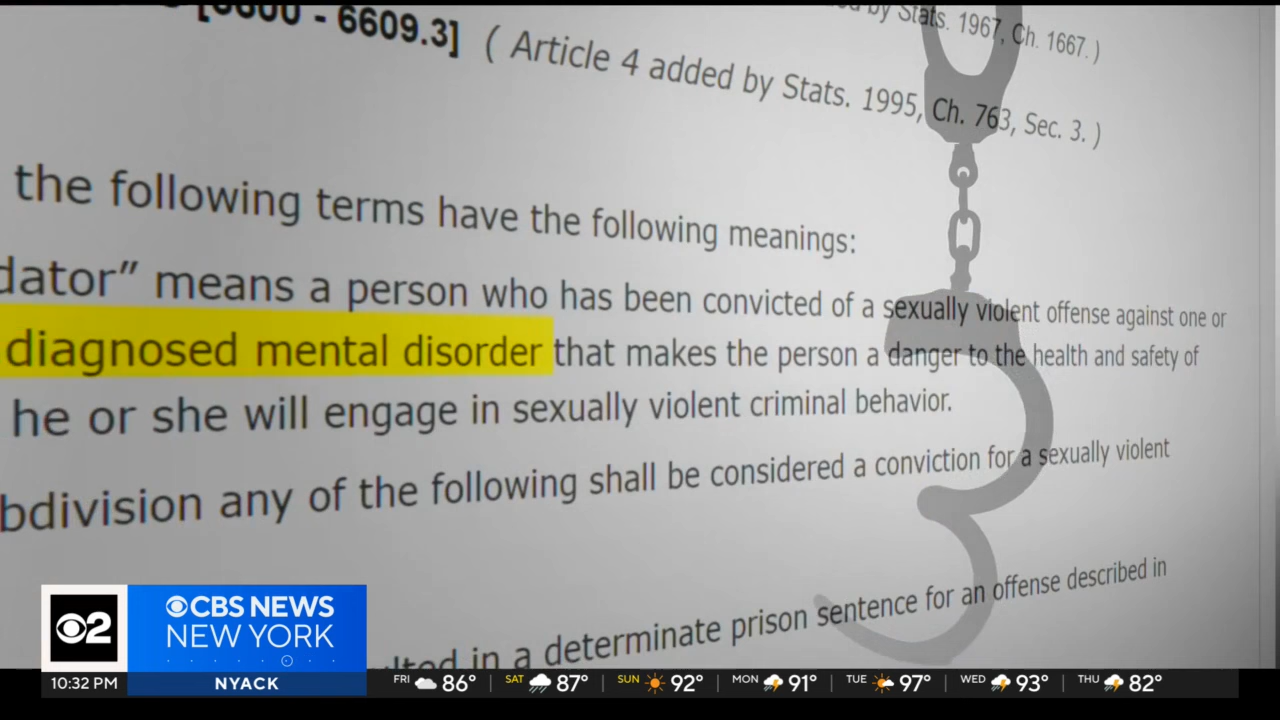 [6600 - 6609.3] ( Article 4 added by Stats. 1995, Ch. 763, Sec. 3. )
by Stats. 1967, Ch. 1667. )
the following terms have the following meanings:
dator” means a person who has been convicted of a sexually violent offense against one or
diagnosed mental disorder that makes the person a danger to the health and safety of
he or she will engage in sexually violent criminal behavior.
bdivision any of the following shall be considered a conviction for a sexually violent
in a determinate prison sentence for an offense described in
2
CBS NEWS
NEW YORK
10:32 PM NYACK FRI 86° SAT 87° SUN 92° MON 91° TUE 97° WED 93° THU 82°